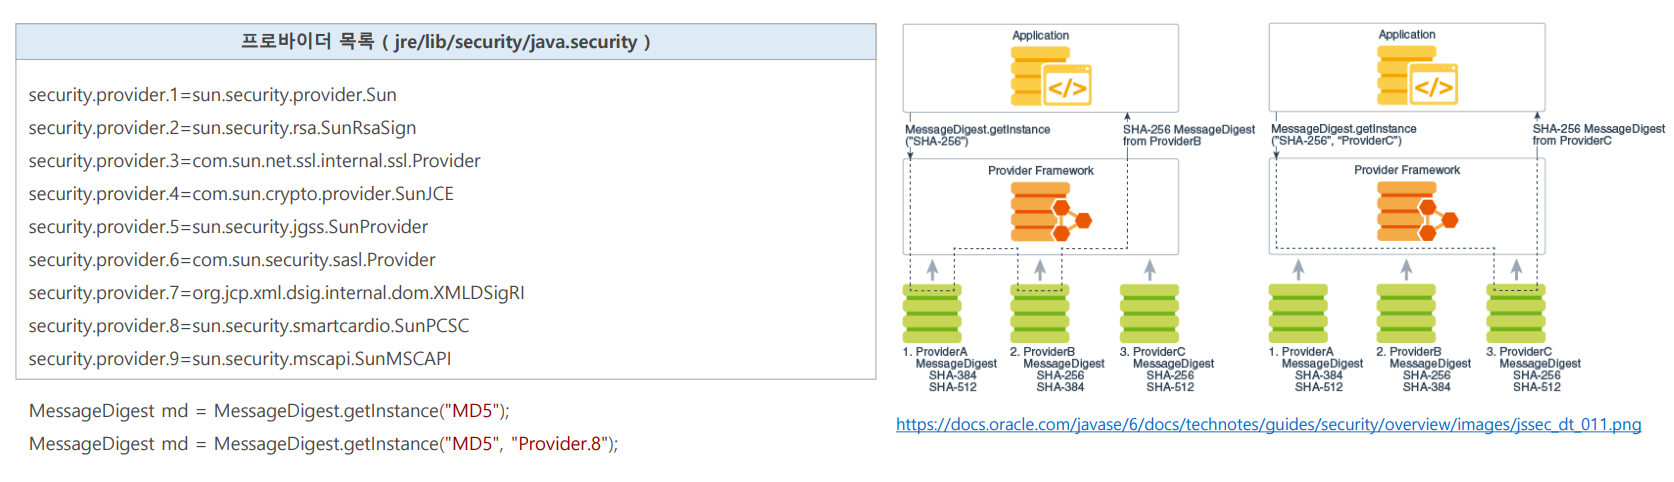 프로바이더 목록 ( jre/lib/security/java.security )
security.provider.1=sun.security.provider.Sun
security.provider.2=sun.security.rsa.SunRsaSign
security.provider.3=com.sun.net.ssl.internal.ssl.Provider
security.provider.4=com.sun.crypto.provider.SunJCE
security.provider.5=sun.security.jgss.SunProvider
security.provider.6=com.sun.security.sasl.Provider
security.provider.7=org.jcp.xml.dsig.internal.dom.XMLDSigRI
security.provider.8=sun.security.smartcardio.SunPCSC
security.provider.9=sun.security.mscapi.SunMSCAPI
MessageDigest md = MessageDigest.getInstance("MD5");
MessageDigest md = MessageDigest.getInstance("MD5", "Provider.8");
Application
</>
MessageDigest.getInstance
("SHA-256")
SHA-256 MessageDigest
from ProviderB
Provider Framework
1. ProviderA
MessageDigest
SHA-384
SHA-512
2. ProviderB
MessageDigest
SHA-256
SHA-384
3. ProviderC
MessageDigest
SHA-256
SHA-512
Application
</>
MessageDigest.getInstance
("SHA-256", “ProviderC”)
SHA-256 MessageDigest
from ProviderC
Provider Framework
1. ProviderA
MessageDigest
SHA-384
SHA-512
2. ProviderB
MessageDigest
SHA-256
SHA-384
3. ProviderC
MessageDigest
SHA-256
SHA-512
https://docs.oracle.com/javase/6/docs/technotes/guides/security/overview/images/jssec_dt_011.png